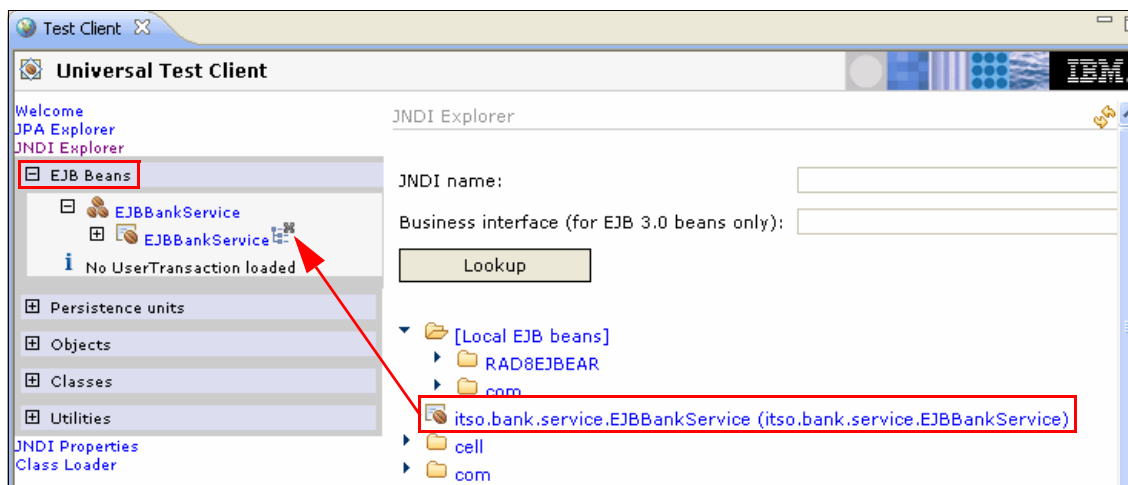 Test Client
Universal Test Client
IBM.
Welcome
JPA Explorer
JNDI Explorer
EJB Beans
EJBBankService
EJBBankService
i No UserTransaction loaded
Persistence units
Objects
Classes
Utilities
JNDI Properties
Class Loader
JNDI Explorer
JNDI name:
Business interface (for EJB 3.0 beans only):
Lookup
[Local EJB beans]
RAD8EJBEAR
com
itso.bank.service.EJBBankService (itso.bank.service.EJBBankService)
cell
com